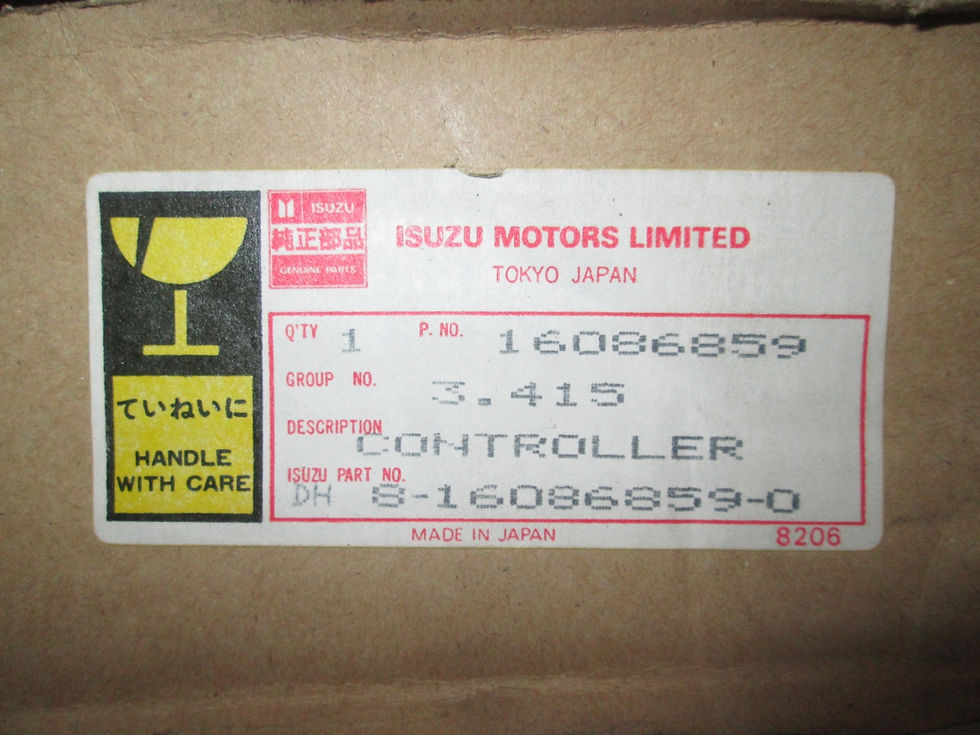 ISUZU
純正部品
GENUINE PARTS
ISUZU MOTORS LIMITED
TOKYO JAPAN
Q'TY 1 P. NO. 16086859
GROUP NO. 3.415
DESCRIPTION CONTROLLER
ISUZU PART NO.
DH 8-16086859-0
ていねいに
HANDLE
WITH CARE
MADE IN JAPAN 8206